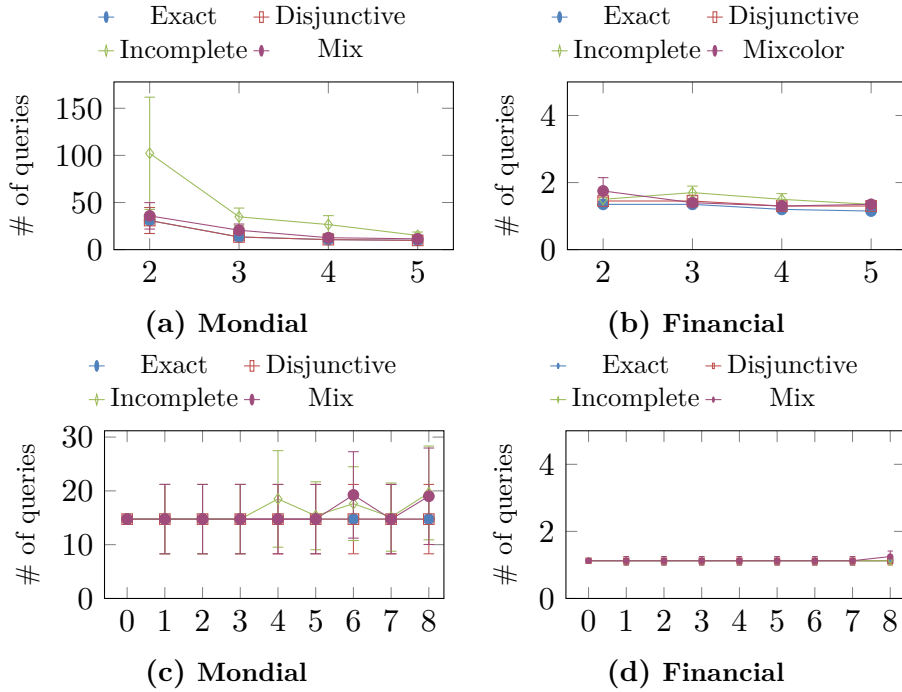 Exact Disjunctive
Incomplete Mix
# of queries
150
100
50
0
2 3 4 5
(a) Mondial
Exact Disjunctive
Incomplete Mixcolor
# of queries
4
2
0
2 3 4 5
(b) Financial
Exact Disjunctive
Incomplete Mix
# of queries
30
20
10
0
0 1 2 3 4 5 6 7 8
(c) Mondial
Exact Disjunctive
Incomplete Mix
# of queries
4
2
0
0 1 2 3 4 5 6 7 8
(d) Financial